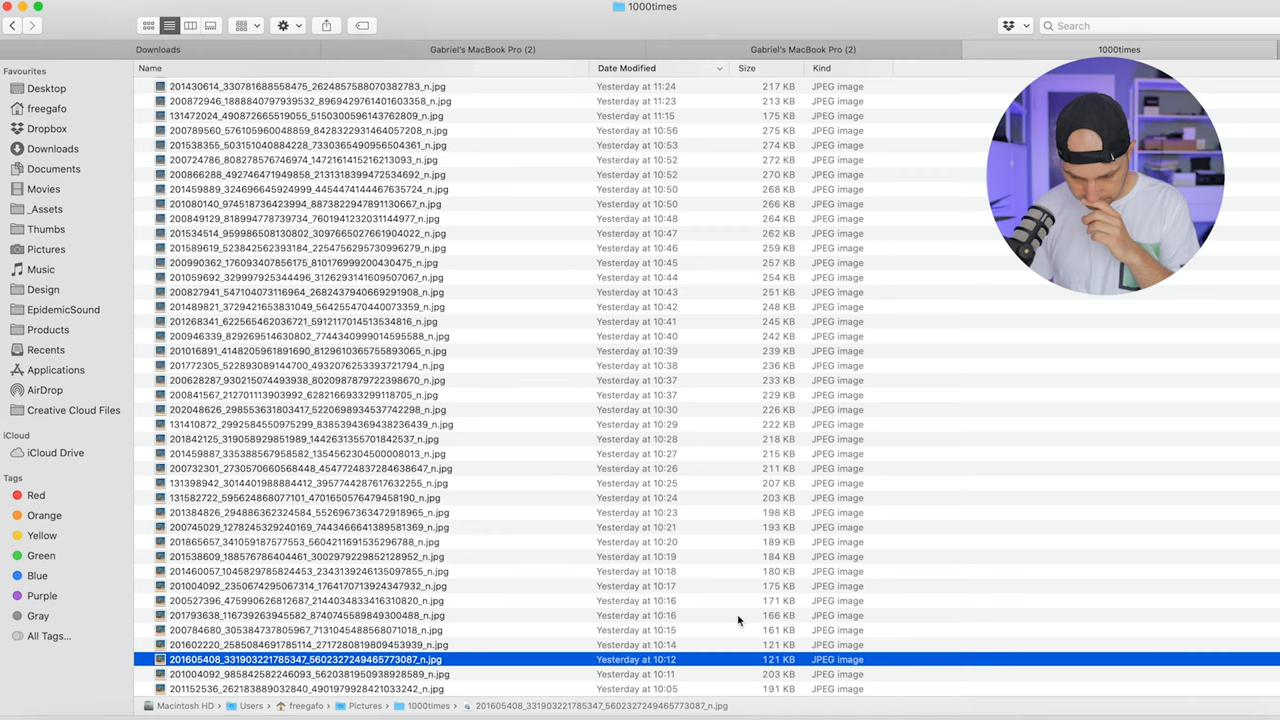 1000times
Search
Downloads
Gabriel's MacBook Pro (2)
Gabriel's MacBook Pro (2)
1000times
Favourites
Desktop
freegafo
Dropbox
Downloads
Documents
Movies
_Assets
Thumbs
Pictures
Music
Design
EpidemicSound
Products
Recents
Applications
AirDrop
Creative Cloud Files
iCloud
iCloud Drive
Tags
Red
Orange
Yellow
Green
Blue
Purple
Gray
All Tags...
Name Date Modified Size Kind
201430614_330781688558475_2624857588070382783_n.jpg Yesterday at 11:24 217 KB JPEG image
200872946_1888840797939532_8969429761401603358_n.jpg Yesterday at 11:23 213 KB JPEG image
131472024_490872638955055_5150300596143762809_n.jpg Yesterday at 11:15 175 KB JPEG image
200789560_576105960048859_8428322931464057208_n.jpg Yesterday at 10:56 275 KB JPEG image
201538355_503151040884228_7330365490956504361_n.jpg Yesterday at 10:53 274 KB JPEG image
200724786_808278576746974_1472161415216213093_n.jpg Yesterday at 10:52 272 KB JPEG image
200866288_492746471949858_2131318399472534692_n.jpg Yesterday at 10:52 270 KB JPEG image
201459889_324696645924999_4454474144467635724_n.jpg Yesterday at 10:50 268 KB JPEG image
201080140_974518736423964_8873822947891130667_n.jpg Yesterday at 10:50 266 KB JPEG image
200849129_818994778739734_7601941232031144977_n.jpg Yesterday at 10:48 264 KB JPEG image
201534514_959986508130802_3097665027661904022_n.jpg Yesterday at 10:47 262 KB JPEG image
201589619_523842562393184_2254756295730996279_n.jpg Yesterday at 10:46 259 KB JPEG image
200990362_176093407856175_810176999200430475_n.jpg Yesterday at 10:45 257 KB JPEG image
201059692_329997925344496_3126293141609507067_n.jpg Yesterday at 10:44 254 KB JPEG image
200827941_547104073116964_2682437940667201908_n.jpg Yesterday at 10:43 251 KB JPEG image
201489821_3729421653831049_564255470440073359_n.jpg Yesterday at 10:42 248 KB JPEG image
201268341_622565462036721_5912117014513534816_n.jpg Yesterday at 10:41 245 KB JPEG image
200946339_829269514630802_7744340999014595588_n.jpg Yesterday at 10:40 242 KB JPEG image
201016891_4148205961891690_8129610365755893065_n.jpg Yesterday at 10:39 239 KB JPEG image
201772305_522893089144700_4932076253393721794_n.jpg Yesterday at 10:38 236 KB JPEG image
200628287_930215074493938_8020987879722398670_n.jpg Yesterday at 10:37 233 KB JPEG image
200841567_212701113903992_6282166933299118705_n.jpg Yesterday at 10:37 229 KB JPEG image
202048626_298553631803417_5220698934537742298_n.jpg Yesterday at 10:30 226 KB JPEG image
131410872_2992584550975299_8385394369438236439_n.jpg Yesterday at 10:29 222 KB JPEG image
201842125_319058929851989_1442631355701842537_n.jpg Yesterday at 10:28 218 KB JPEG image
201459887_335388967958582_1354562304500008013_n.jpg Yesterday at 10:27 215 KB JPEG image
200732301_2730570660568448_4547724837284638647_n.jpg Yesterday at 10:26 211 KB JPEG image
131398942_3014401988884412_3957744287617632255_n.jpg Yesterday at 10:25 207 KB JPEG image
131582722_595624868077101_4701650576479458190_n.jpg Yesterday at 10:24 203 KB JPEG image
201384826_294886362324584_5526967363472918965_n.jpg Yesterday at 10:23 198 KB JPEG image
200745029_1278245329240169_7443466641389581369_n.jpg Yesterday at 10:21 193 KB JPEG image
201865657_341059187577553_5604211691535296788_n.jpg Yesterday at 10:20 189 KB JPEG image
201538609_188576786404461_3002979229852128952_n.jpg Yesterday at 10:19 184 KB JPEG image
201460057_1045829785834568_234313924613509785​5_n.jpg Yesterday at 10:18 180 KB JPEG image
201004092_2350674295067314_1764170713924347932_n.jpg Yesterday at 10:17 175 KB JPEG image
200527396_475990626812687_2144034833416310820_n.jpg Yesterday at 10:16 171 KB JPEG image
201793638_116739263945582_8740745589849300488_n.jpg Yesterday at 10:16 166 KB JPEG image
200784680_305384737805967_7131045488568071018_n.jpg Yesterday at 10:15 161 KB JPEG image
201602220_2585084691785114_2717280819809453939_n.jpg Yesterday at 10:14 121 KB JPEG image
201605408_331903221785347_5602327249465773087_n.jpg Yesterday at 10:12 121 KB JPEG image
201004092_985842582246093_5620381950938928589_n.jpg Yesterday at 10:11 203 KB JPEG image
201152536_262183889032840_4901979928421033242_n.jpg Yesterday at 10:05 191 KB JPEG image
Macintosh HD Users freegafo Pictures 1000times 201605408_331903221785347_5602327249465773087_n.jpg